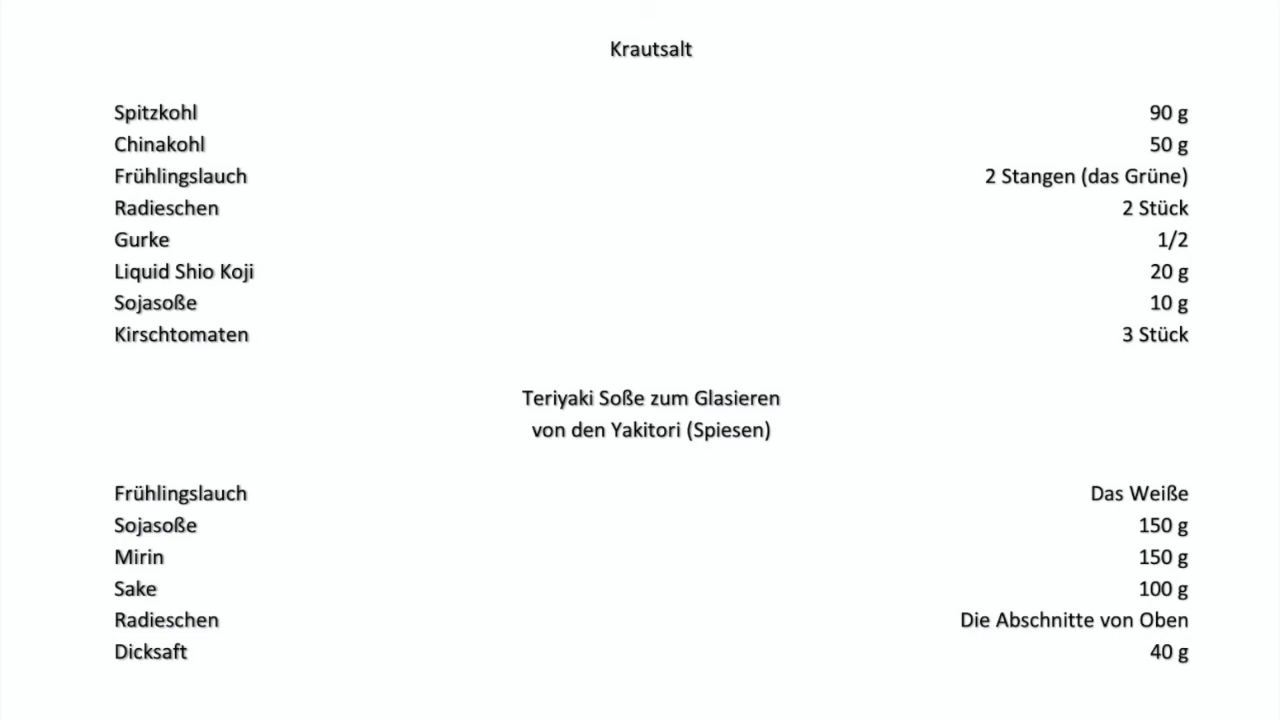 Krautsalt
Spitzkohl 90 g
Chinakohl 50 g
Frühlingslauch 2 Stangen (das Grüne)
Radieschen 2 Stück
Gurke 1/2
Liquid Shio Koji 20 g
Sojasoße 10 g
Kirschtomaten 3 Stück
Teriyaki Soße zum Glasieren
von den Yakitori (Spiesen)
Frühlingslauch Das Weiße
Sojasoße 150 g
Mirin 150 g
Sake 100 g
Radieschen Die Abschnitte von Oben
Dicksaft 40 g